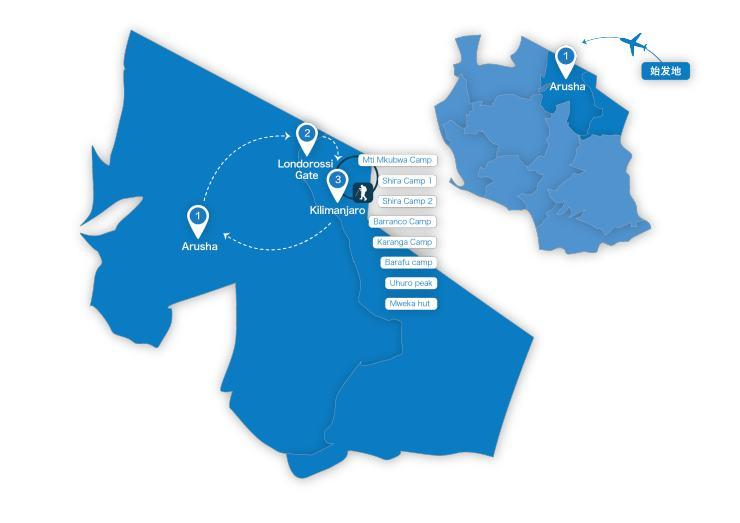 1
Arusha
始发地
2
Londorossi
Gate
3
Kilimanjaro
1
Arusha
Mti Mkubwa Camp
Shira Camp 1
Shira Camp 2
Barranco Camp
Karanga Camp
Barafu camp
Uhuro peak
Mweka hut